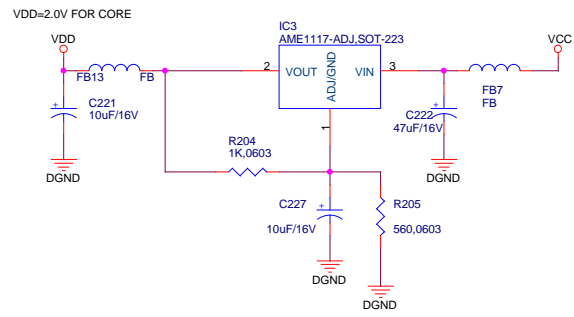 VDD=2.0V FOR CORE
IC3
AME1117-ADJ,SOT-223
VDD
VCC
2
VOUT
ADJ/GND
VIN
3
FB13
FB
FB7
FB
1
C221
10uF/16V
C222
47uF/16V
R204
1K,0603
DGND
DGND
C227
10uF/16V
R205
560,0603
DGND
DGND